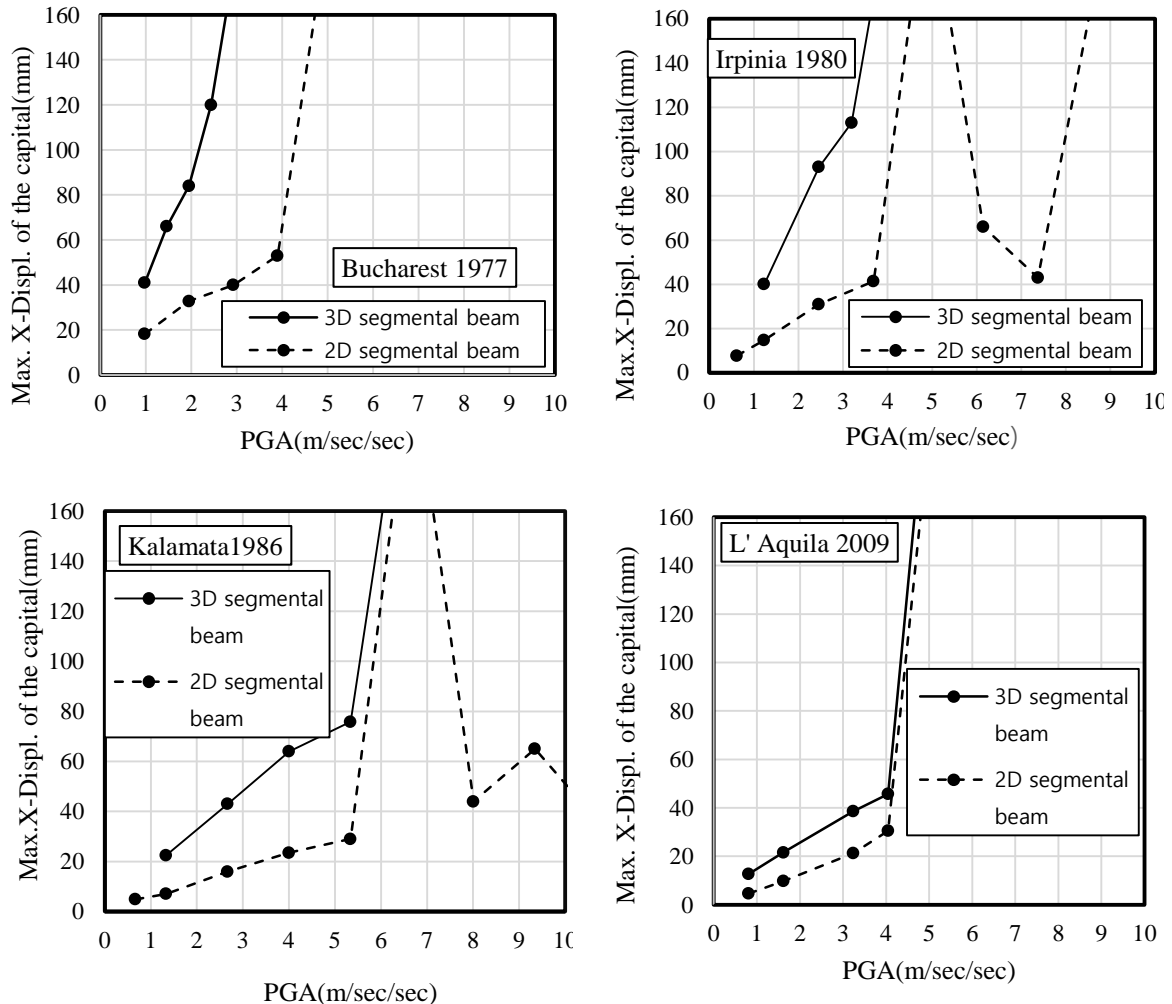 Max. X-Displ. of the capital(mm)
160
140
120
100
80
60
40
20
0
Bucharest 1977
3D segmental beam
2D segmental beam
0 1 2 3 4 5 6 7 8 9 10
PGA(m/sec/sec)
Max.X-Displ. of the capital(mm)
160
140
120
100
80
60
40
20
0
Irpinia 1980
3D segmental beam
2D segmental beam
0 1 2 3 4 5 6 7 8 9 10
PGA(m/sec/sec)
Max.X-Displ. of the capital(mm)
160
140
120
100
80
60
40
20
0
Kalamata1986
3D segmental
beam
2D segmental
beam
0 1 2 3 4 5 6 7 8 9 10
PGA(m/sec/sec)
Max. X-Displ. of the capital(mm)
160
140
120
100
80
60
40
20
0
L' Aquila 2009
3D segmental
beam
2D segmental
beam
0 1 2 3 4 5 6 7 8 9 10
PGA(m/sec/sec)